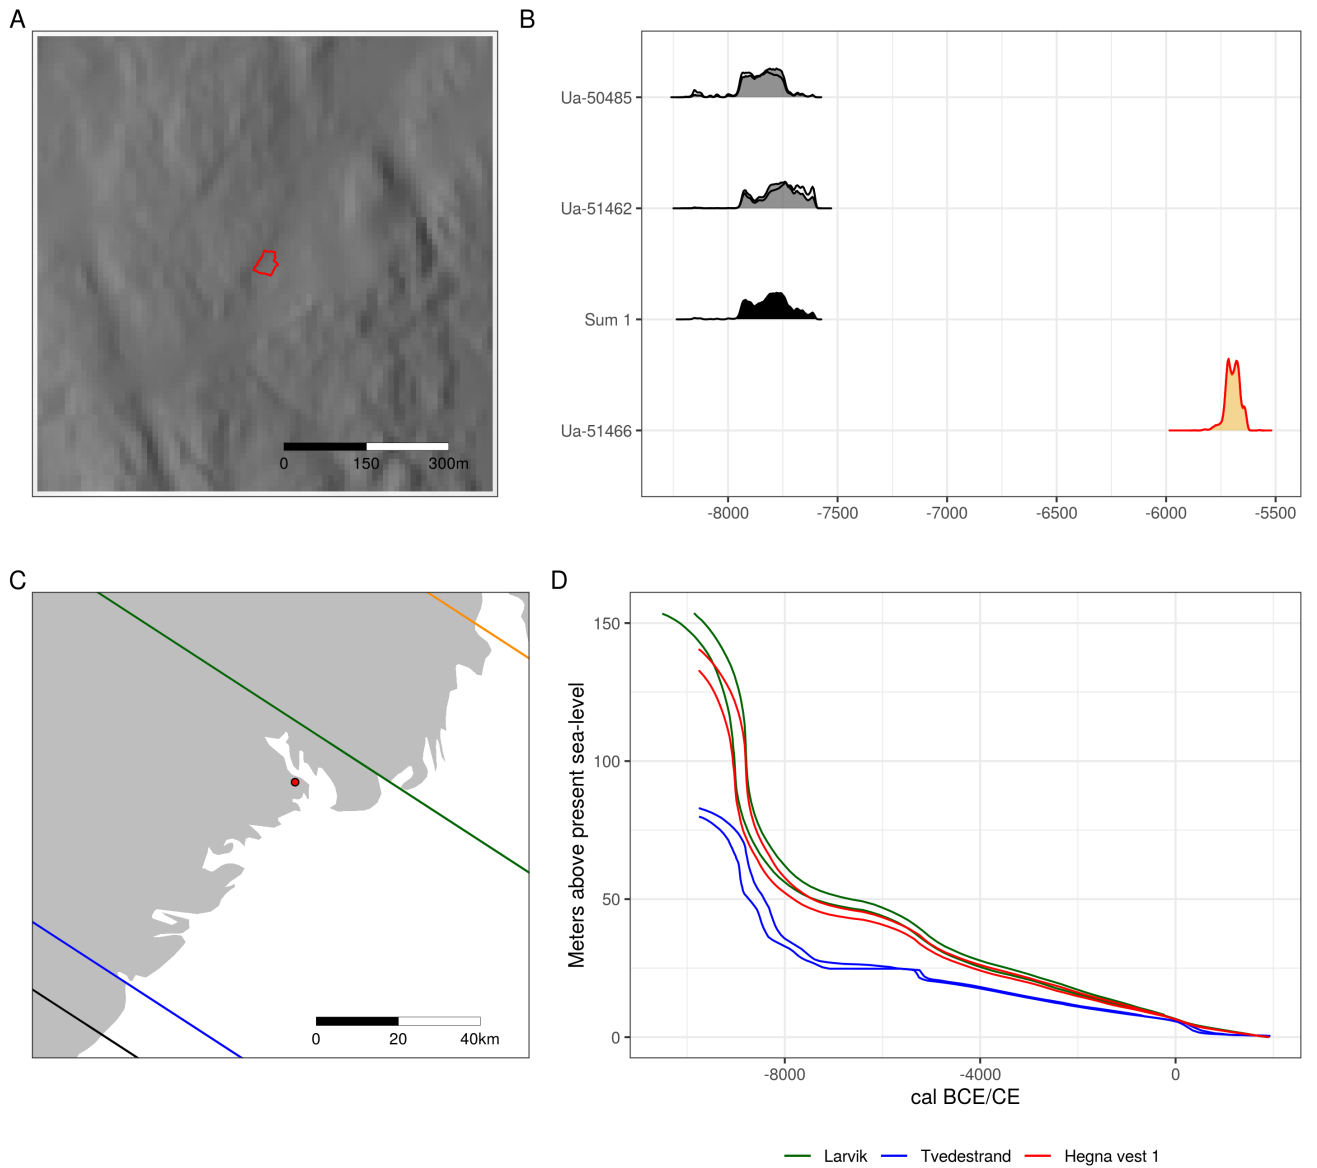 A
0 150 300m
B
Ua-50485
Ua-51462
Sum 1
Ua-51466
-8000 -7500 -7000 -6500 -6000 -5500
C
0 20 40km
D
Meters above present sea-level
150
100
50
0
-8000 -4000 0
cal BCE/CE
Larvik Tvedestrand Hegna vest 1